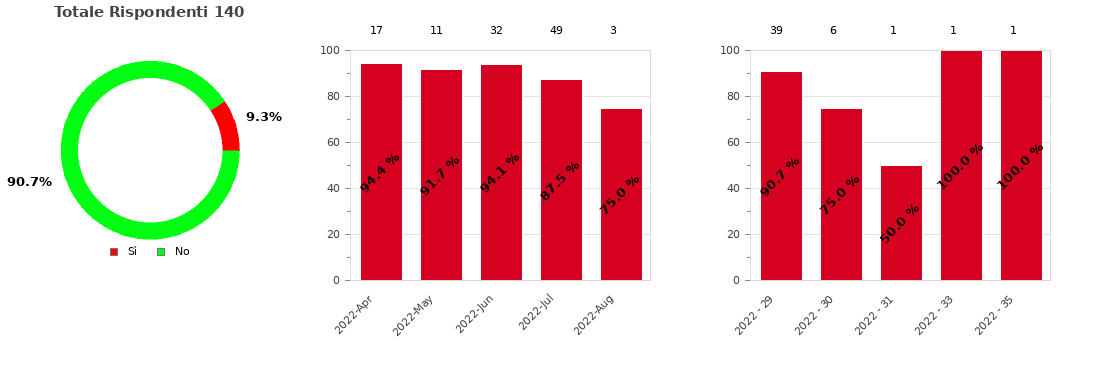 Totale Rispondenti 140
9.3%
90.7%
Sì No
17 11 32 49 3
100
80
60
40
20
0
94.4 %
91.7 %
94.1 %
87.5 %
75.0 %
2022-Apr
2022-May
2022-Jun
2022-Jul
2022-Aug
39 6 1 1 1
100
80
60
40
20
0
90.7 %
75.0 %
50.0 %
100.0 %
100.0 %
2022 - 29
2022 - 30
2022 - 31
2022 - 33
2022 - 35